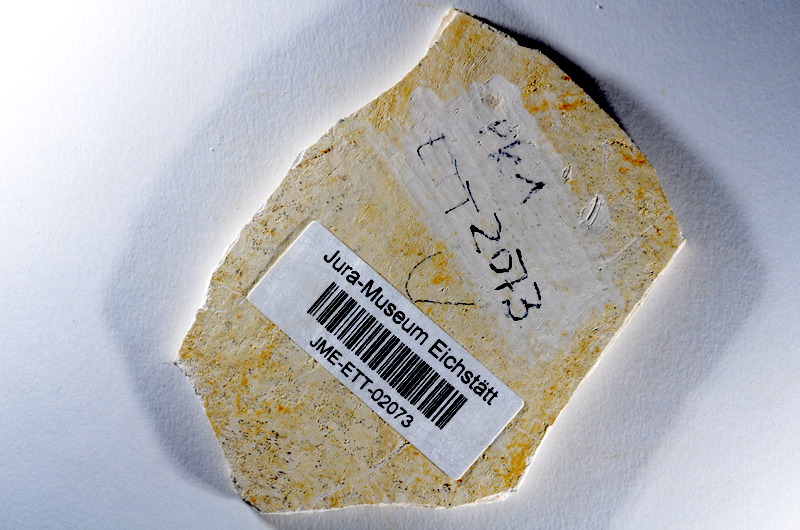 ETT 2073
Jura-Museum Eichstätt
JME-ETT-02073